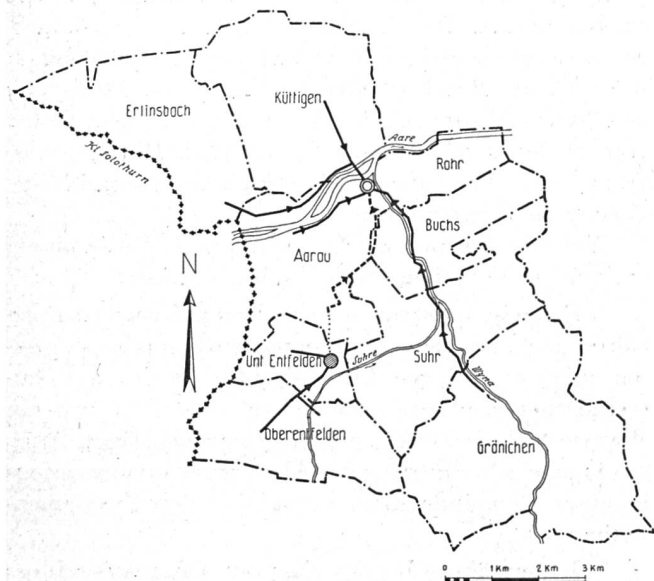 Küttigen
Erlinsbach
Kt. Solothurn
Aare
Rohr
Buchs
Aarau
N
Unt. Entfelden
Suhre
Suhr
Wyna
Oberentfelden
Gränichen
0 1 Km 2 Km 3 Km